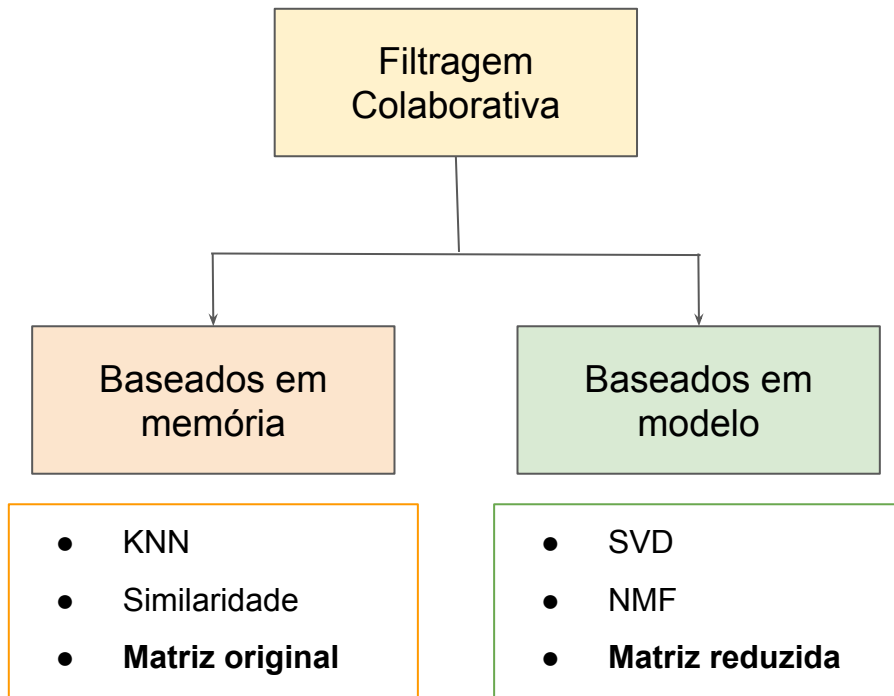 Filtragem
Colaborativa
Baseados em
memória
Baseados em
modelo
● KNN
● Similaridade
● Matriz original
● SVD
● NMF
● Matriz reduzida